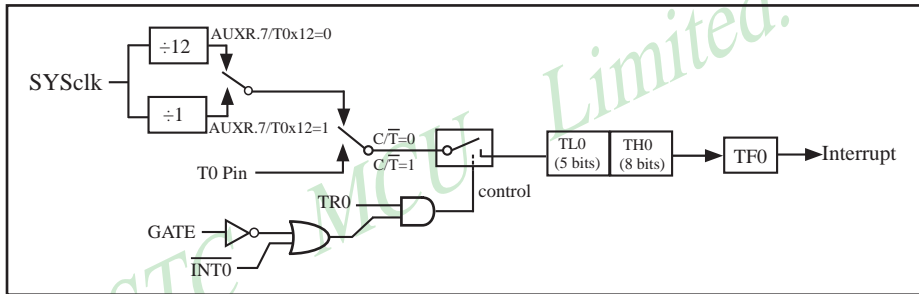 AUXR.7/T0x12=0
÷12
SYSclk
÷1
AUXR.7/T0x12=1
C/T̅=0
C/T̅=1
T0 Pin
TL0
(5 bits)
TH0
(8 bits)
TF0
Interrupt
control
TR0
GATE
I̅N̅T̅0̅
STC MCU Limited.